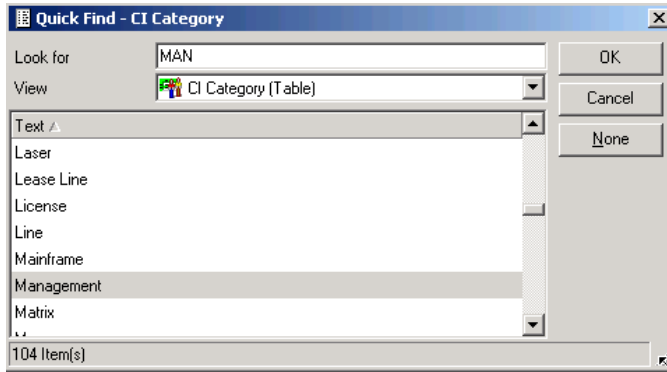 Quick Find - CI Category
Look for MAN OK
View CI Category (Table) Cancel
Text None
Laser
Lease Line
License
Line
Mainframe
Management
Matrix
104 Item(s)